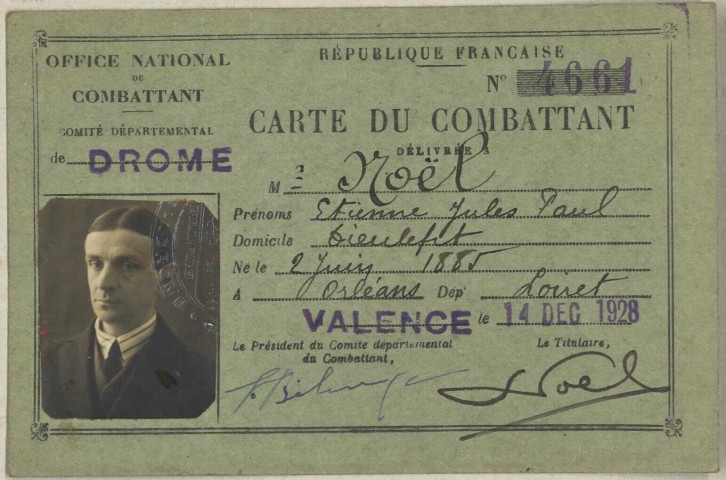 OFFICE NATIONAL
DU
COMBATTANT
COMITÉ DÉPARTEMENTAL
de DROME
RÉPUBLIQUE FRANÇAISE
N° 4661
CARTE DU COMBATTANT
DÉLIVRÉE A
M r Noël
Prénoms Etienne Jules Paul
Domicile Dieulefit
Né le 2 Juin 1885
A Orléans Dépt Loiret
VALENCE le 14 DEC 1928
Le Président du Comité départemental
du Combattant,
Le Titulaire,
Noël